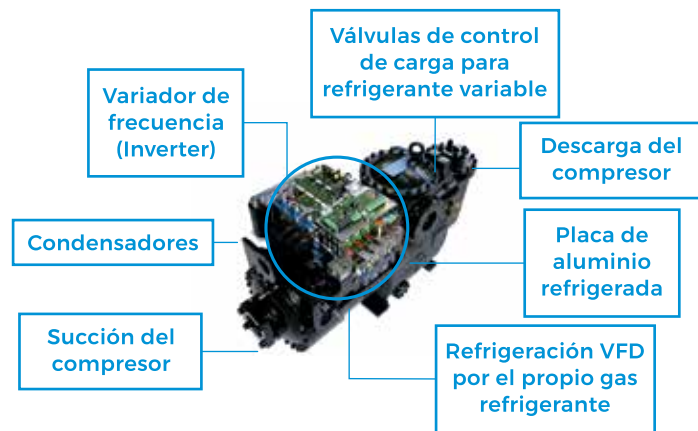 Válvulas de control
de carga para
refrigerante variable
Variador de
frecuencia
(Inverter)
Descarga del
compresor
Condensadores
Placa de
aluminio
refrigerada
Succión del
compresor
Refrigeración VFD
por el propio gas
refrigerante